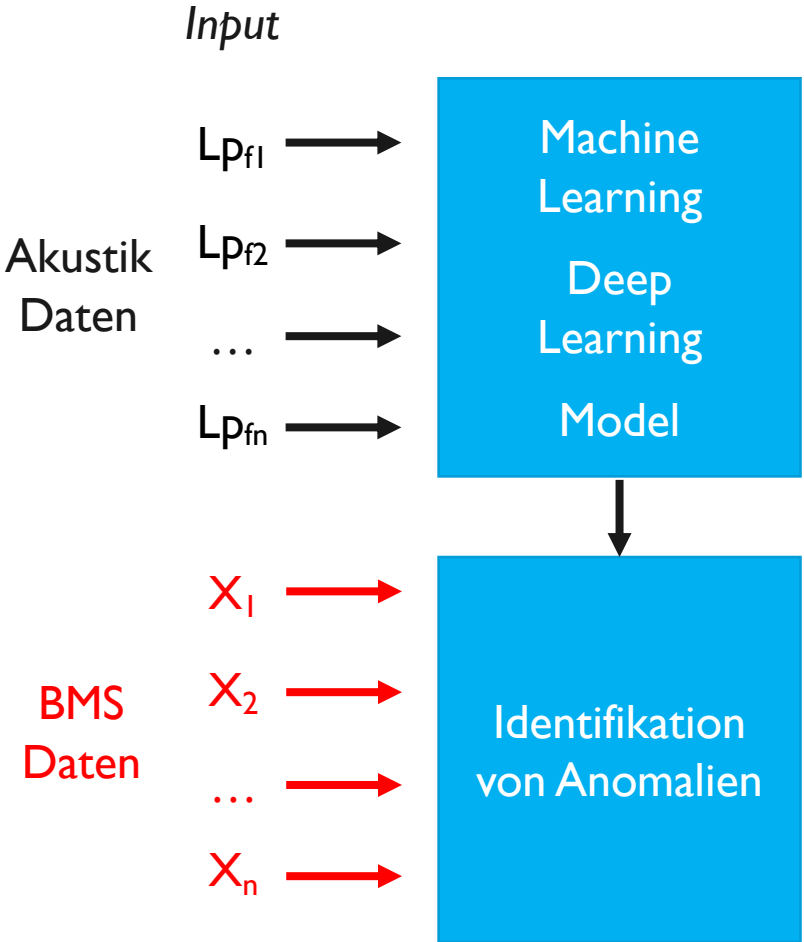 Input
Akustik
Daten
Lpf1
Lpf2
…
Lpfn
Machine
Learning
Deep
Learning
Model
BMS
Daten
X1
X2
…
Xn
Identifikation
von Anomalien